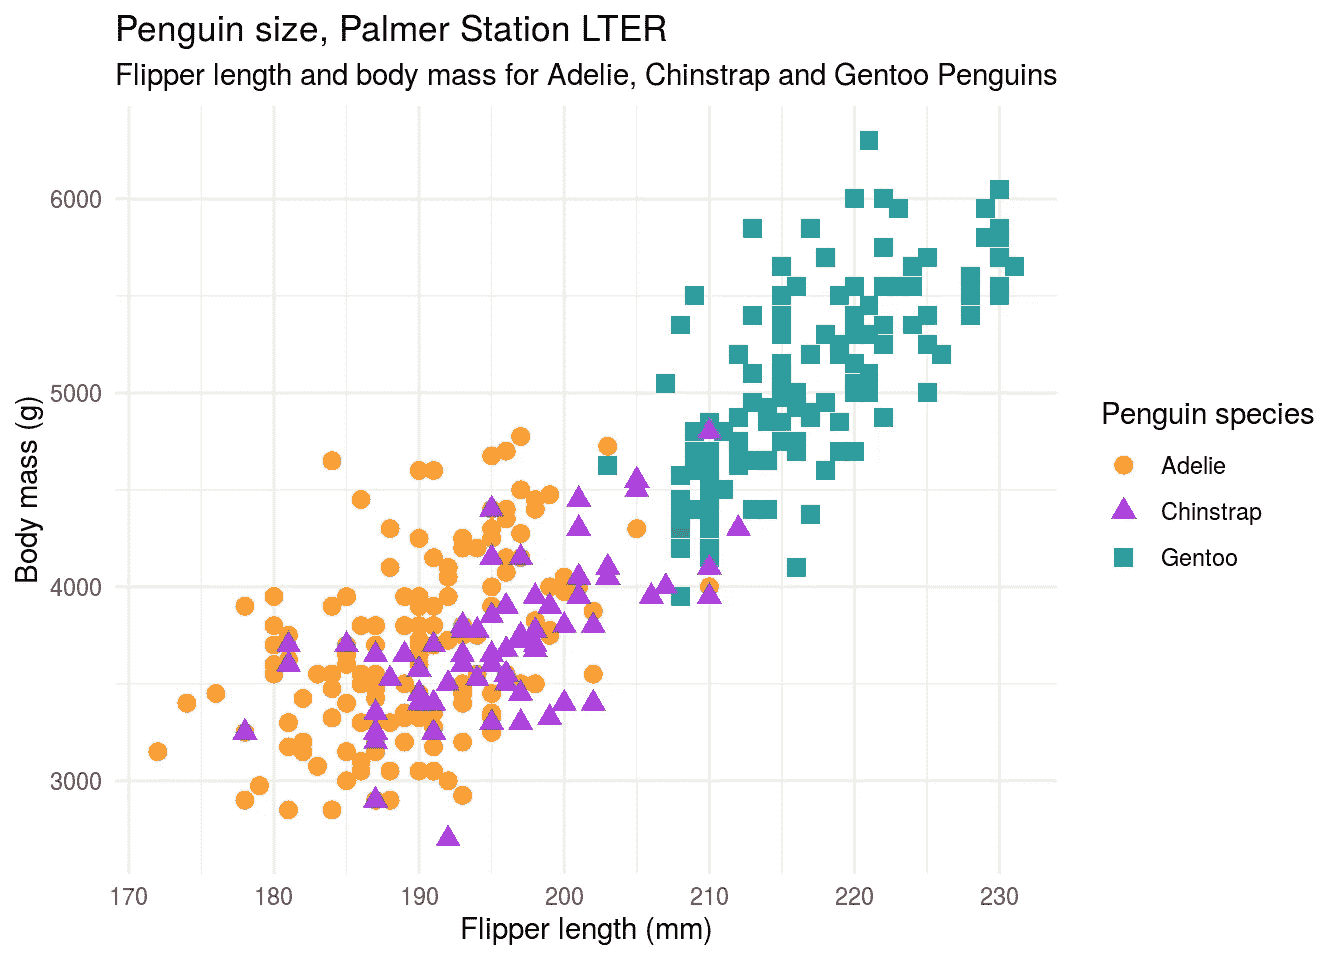 Penguin size, Palmer Station LTER
Flipper length and body mass for Adelie, Chinstrap and Gentoo Penguins
6000
5000
4000
3000
Body mass (g)
170 180 190 200 210 220 230
Flipper length (mm)
Penguin species
Adelie
Chinstrap
Gentoo